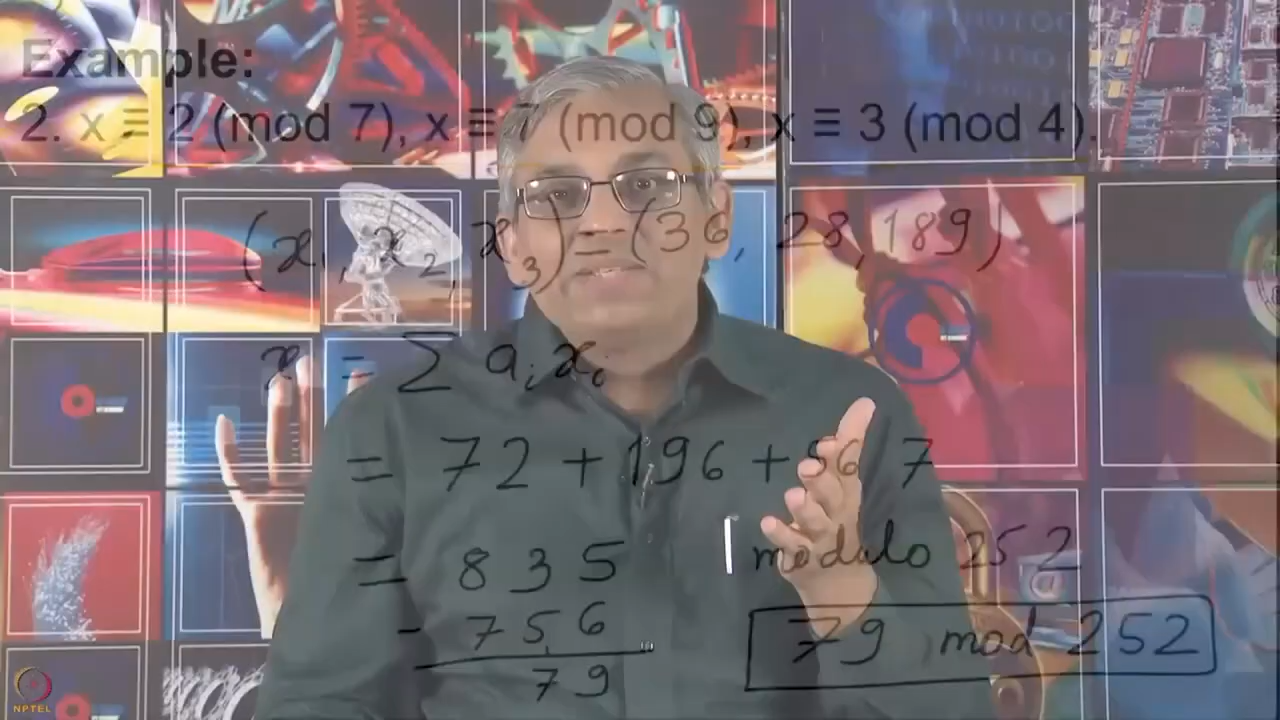 Example:
2. x ≡ 2 (mod 7), x ≡ 7 (mod 9), x ≡ 3 (mod 4).
(x₁, x₂, x₃) = (36, 28, 189)
x = Σ aᵢxᵢ
= 72 + 196 + 567
= 835 | modulo 252
- 756
79
79 mod 252
NPTEL